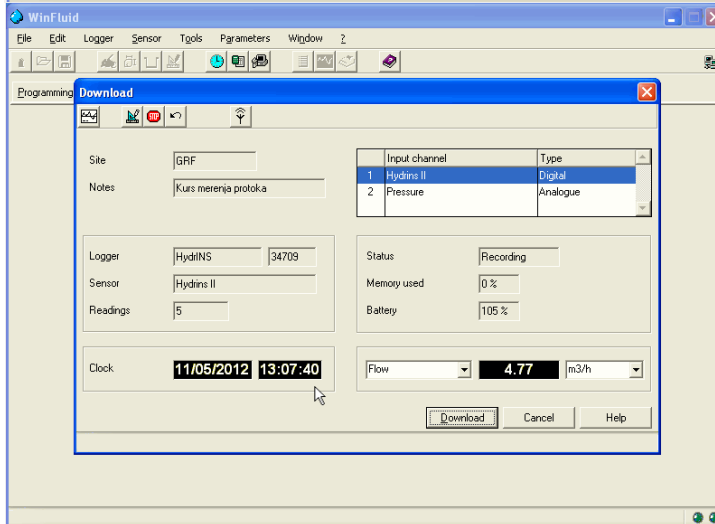 WinFluid
File Edit Logger Sensor Tools Parameters Window ?
Programming
Download
STOP
Site GRF
Notes Kurs merenja protoka
Input channel Type
1 Hydrins II Digital
2 Pressure Analogue
Logger HydrINS 34709
Sensor Hydrins II
Readings 5
Status Recording
Memory used 0 %
Battery 105 %
Clock 11/05/2012 13:07:40
Flow 4.77 m3/h
Download Cancel Help